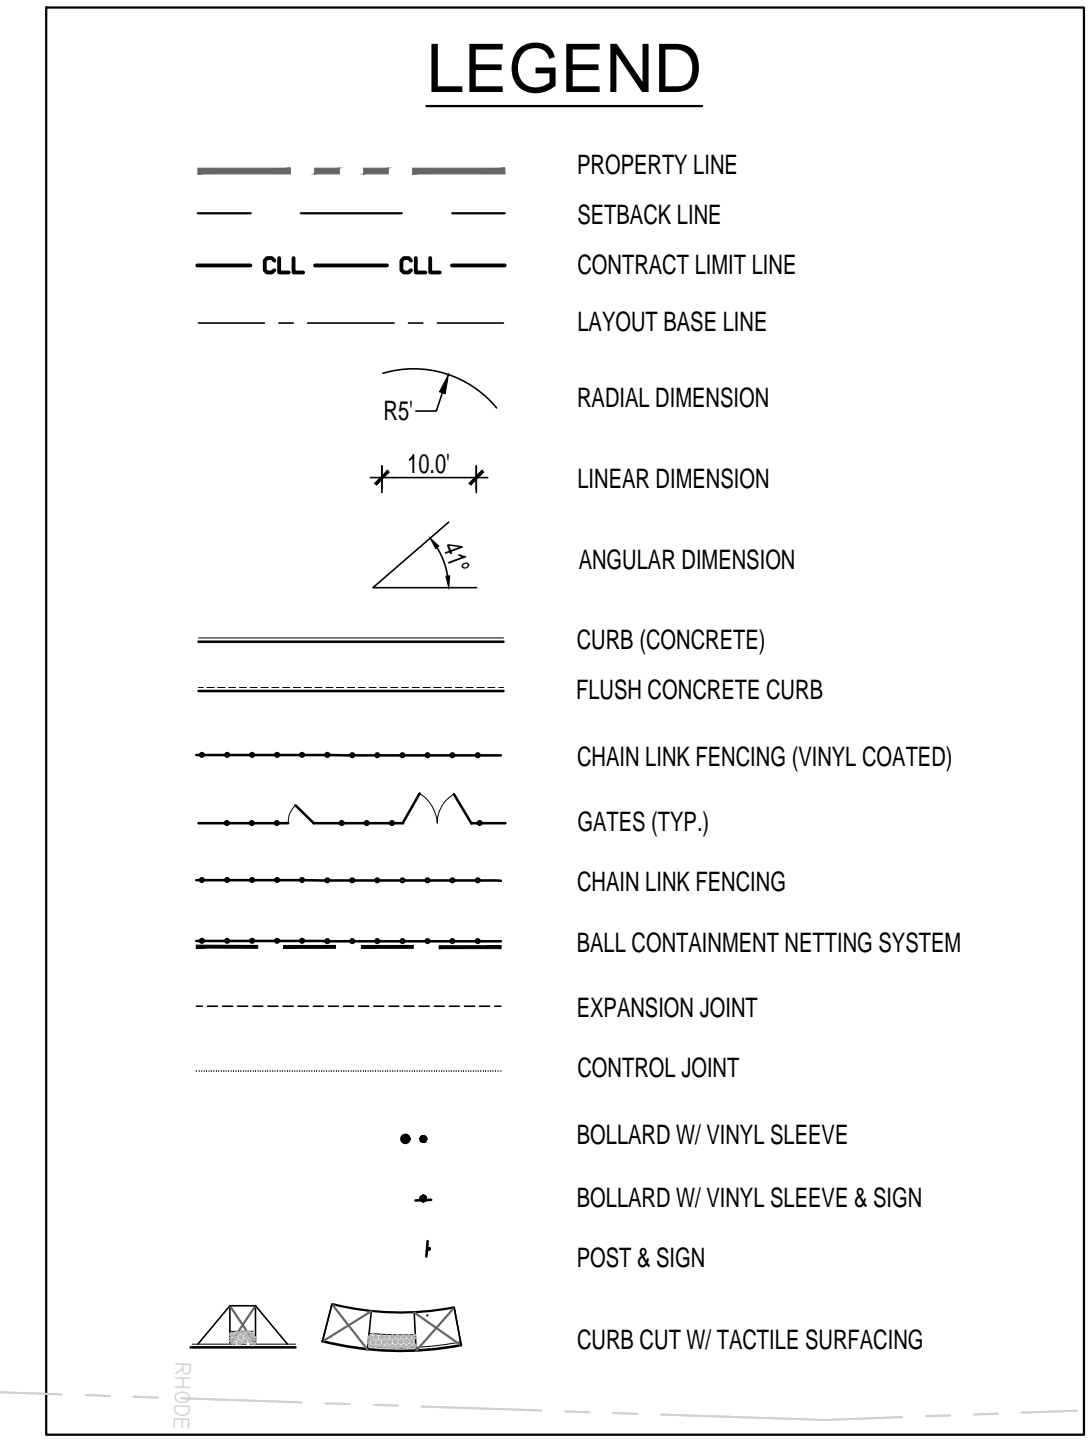 LEGEND
PROPERTY LINE
SETBACK LINE
CLL CLL CONTRACT LIMIT LINE
LAYOUT BASE LINE
R5' RADIAL DIMENSION
10.0' LINEAR DIMENSION
41° ANGULAR DIMENSION
CURB (CONCRETE)
FLUSH CONCRETE CURB
CHAIN LINK FENCING (VINYL COATED)
GATES (TYP.)
CHAIN LINK FENCING
BALL CONTAINMENT NETTING SYSTEM
EXPANSION JOINT
CONTROL JOINT
BOLLARD W/ VINYL SLEEVE
BOLLARD W/ VINYL SLEEVE & SIGN
POST & SIGN
CURB CUT W/ TACTILE SURFACING
RHODE